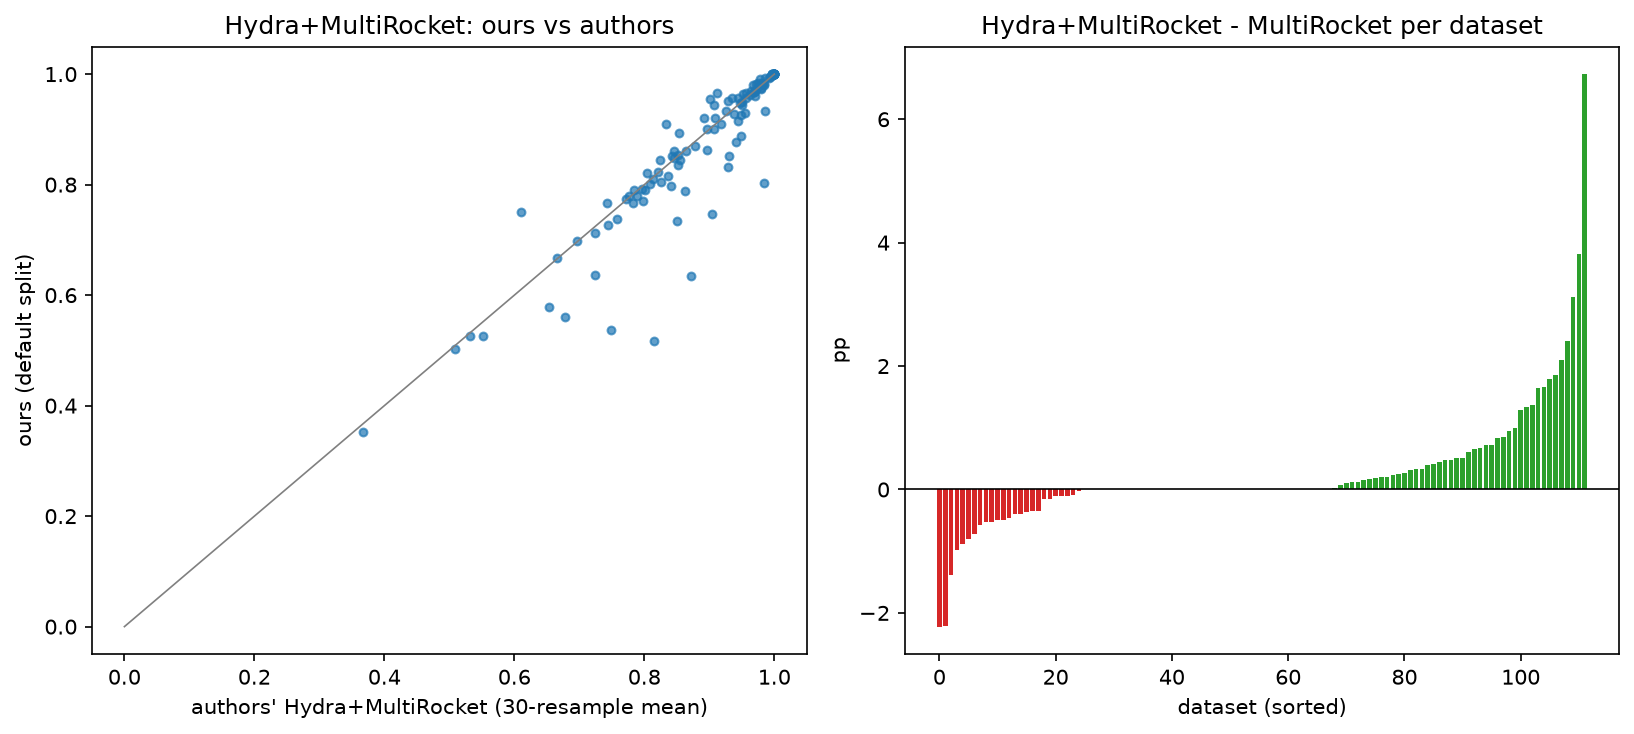 Hydra+MultiRocket: ours vs authors
ours (default split)
1.0
0.8
0.6
0.4
0.2
0.0
0.0 0.2 0.4 0.6 0.8 1.0
authors' Hydra+MultiRocket (30-resample mean)
Hydra+MultiRocket - MultiRocket per dataset
pp
6
4
2
0
−2
0 20 40 60 80 100
dataset (sorted)